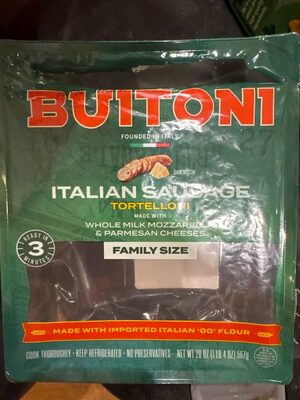 BUITONI
FOUNDED IN ITALY
ITALIAN SAUSAGE
TORTELLONI
MADE WITH
WHOLE MILK MOZZARELLA
& PARMESAN CHEESES
READY IN
3
MINUTES
FAMILY SIZE
MADE WITH IMPORTED ITALIAN '00' FLOUR
COOK THOROUGHLY • KEEP REFRIGERATED • NO PRESERVATIVES • NET WT 20 OZ (1 LB 4 OZ) 567g